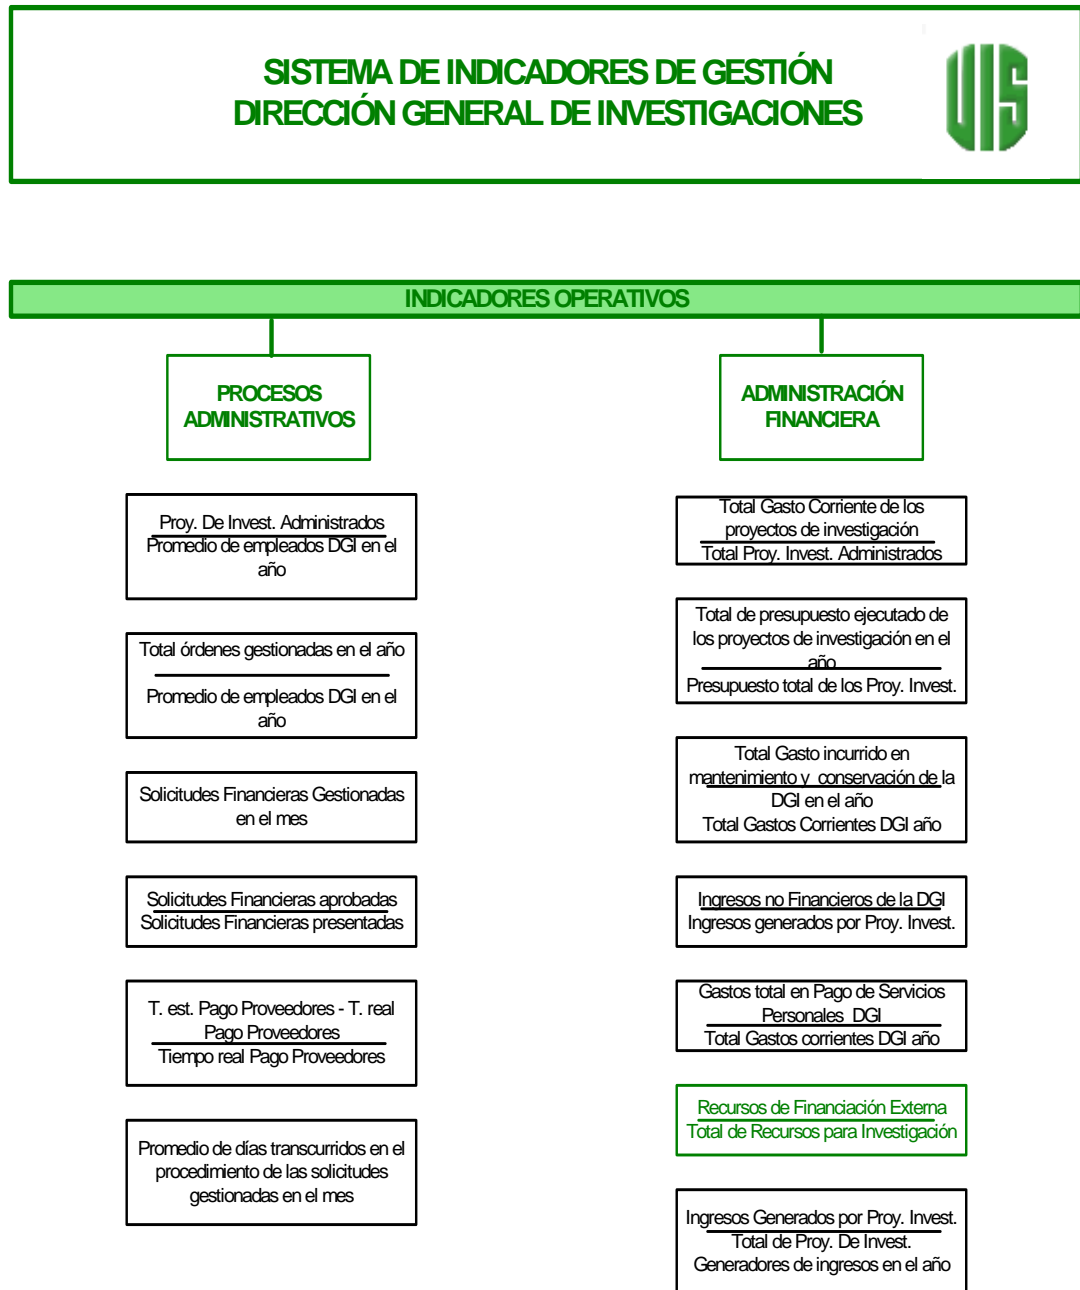 SISTEMA DE INDICADORES DE GESTIÓN
DIRECCIÓN GENERAL DE INVESTIGACIONES
UIS
INDICADORES OPERATIVOS
PROCESOS
ADMINISTRATIVOS
Proy. De Invest. Administrados
Promedio de empleados DGI en el
año
Total órdenes gestionadas en el año
Promedio de empleados DGI en el
año
Solicitudes Financieras Gestionadas
en el mes
Solicitudes Financieras aprobadas
Solicitudes Financieras presentadas
T. est. Pago Proveedores - T. real
Pago Proveedores
Tiempo real Pago Proveedores
Promedio de días transcurridos en el
procedimiento de las solicitudes
gestionadas en el mes
ADMINISTRACIÓN
FINANCIERA
Total Gasto Corriente de los
proyectos de investigación
Total Proy. Invest. Administrados
Total de presupuesto ejecutado de
los proyectos de investigación en el
año
Presupuesto total de los Proy. Invest.
Total Gasto incurrido en
mantenimiento y conservación de la
DGI en el año
Total Gastos Corrientes DGI año
Ingresos no Financieros de la DGI
Ingresos generados por Proy. Invest.
Gastos total en Pago de Servicios
Personales DGI
Total Gastos corrientes DGI año
Recursos de Financiación Externa
Total de Recursos para Investigación
Ingresos Generados por Proy. Invest.
Total de Proy. De Invest.
Generadores de ingresos en el año